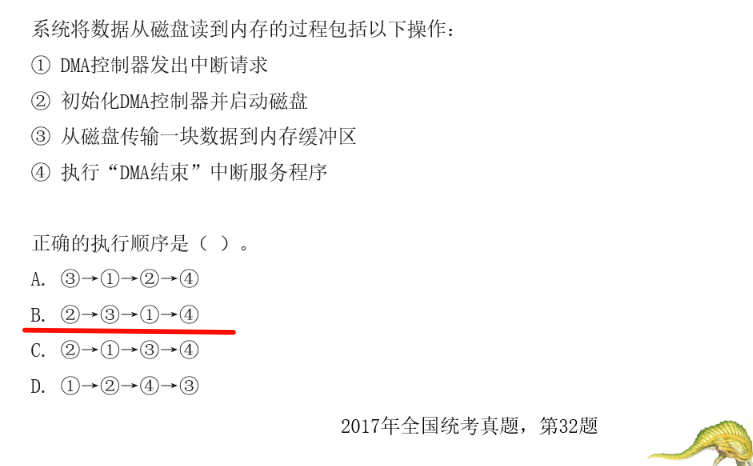 系统将数据从磁盘读到内存的过程包括以下操作：
① DMA控制器发出中断请求
② 初始化DMA控制器并启动磁盘
③ 从磁盘传输一块数据到内存缓冲区
④ 执行“DMA结束”中断服务程序
正确的执行顺序是（ ）。
A. ③→①→②→④
B. ②→③→①→④
C. ②→①→③→④
D. ①→②→④→③
2017年全国统考真题，第32题